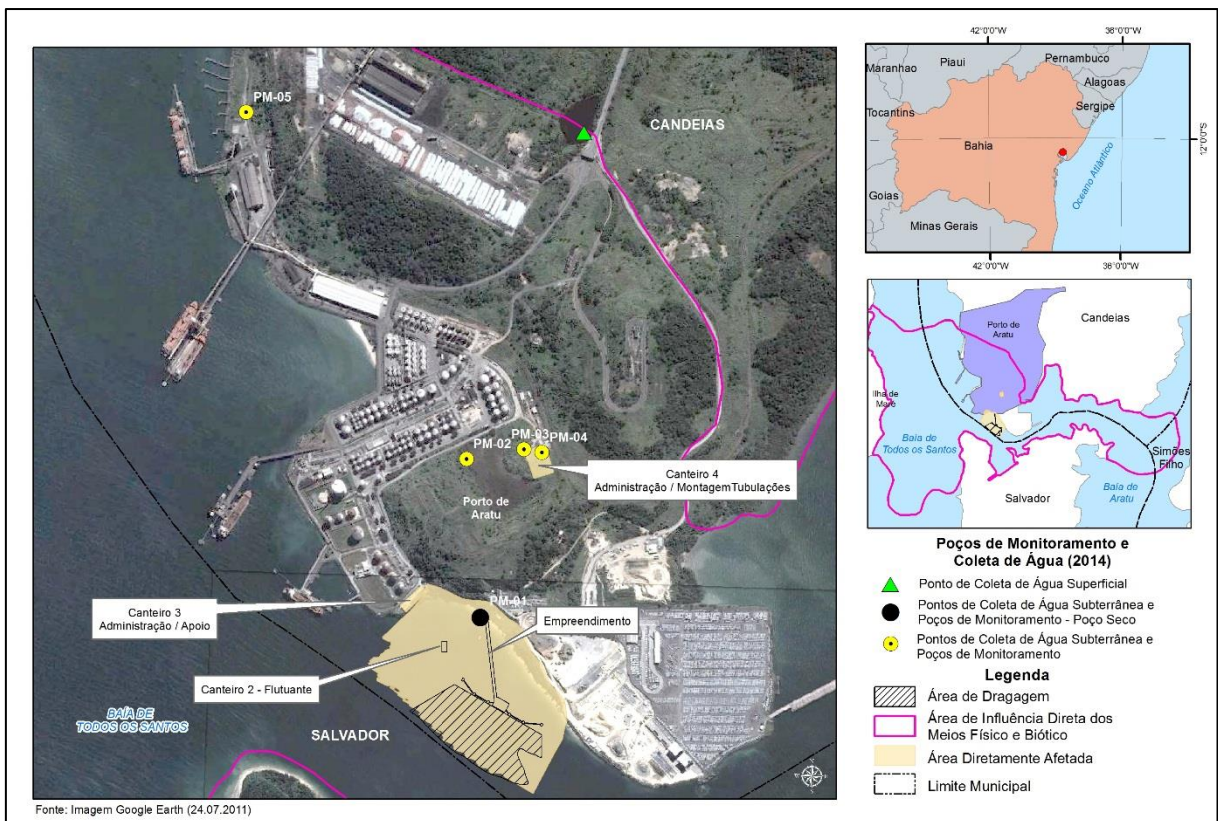 PM-05
CANDEIAS
PM-02
PM-03
PM-04
Canteiro 4
Administração / MontagemTubulações
Porto de
Aratu
Canteiro 3
Administração / Apoio
PM-01
Empreendimento
Canteiro 2 - Flutuante
BAÍA DE
TODOS OS SANTOS
SALVADOR
Fonte: Imagem Google Earth (24.07.2011)
42°0'0"W
36°0'0"W
Maranhao
Piaui
Pernambuco
Alagoas
Sergipe
Tocantins
Bahia
12°0'0"S
Oceano Atlântico
Goias
Minas Gerais
42°0'0"W
36°0'0"W
Porto de
Aratu
Candeias
Ilha de
Maré
Baía de
Todos os Santos
Simões
Filho
Salvador
Baía de
Aratu
Poços de Monitoramento e
Coleta de Água (2014)
Ponto de Coleta de Água Superficial
Pontos de Coleta de Água Subterrânea e
Poços de Monitoramento - Poço Seco
Pontos de Coleta de Água Subterrânea e
Poços de Monitoramento
Legenda
Área de Dragagem
Área de Influência Direta dos
Meios Físico e Biótico
Área Diretamente Afetada
Limite Municipal